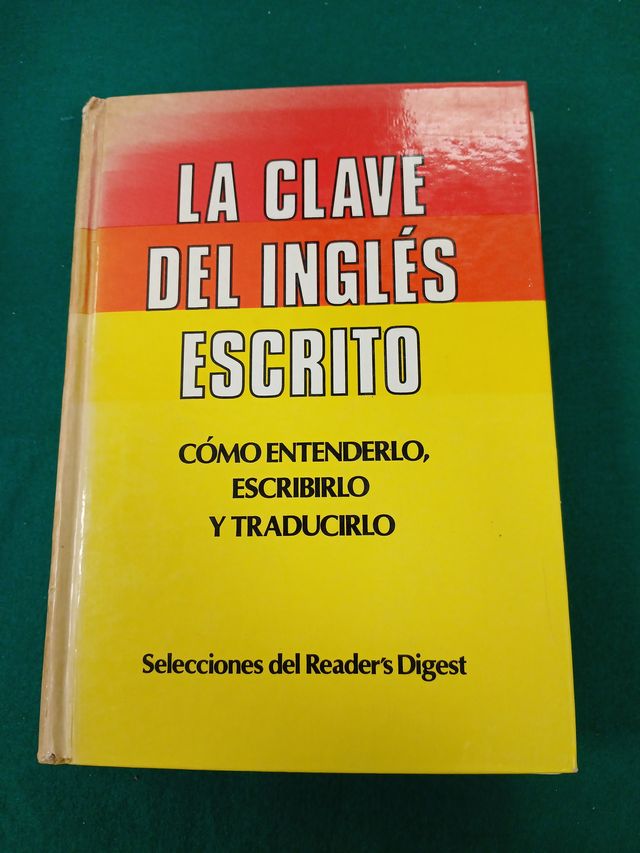 LA CLAVE
DEL INGLÉS
ESCRITO
CÓMO ENTENDERLO,
ESCRIBIRLO
Y TRADUCIRLO
Selecciones del Reader's Digest